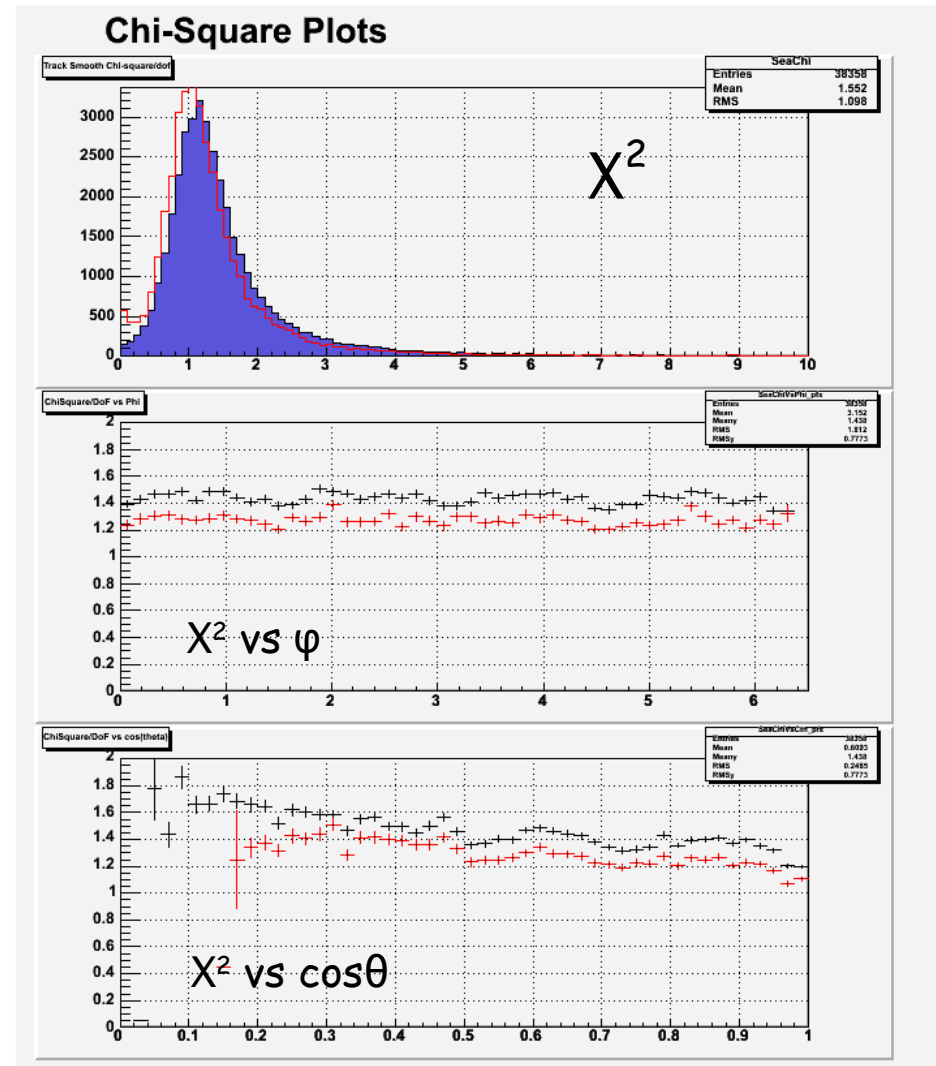 Chi-Square Plots
Track Smooth Chi-square/dof
SeaChi
Entries 38358
Mean 1.552
RMS 1.098
3000
2500
2000
1500
1000
500
0
X²
0 1 2 3 4 5 6 7 8 9 10
ChiSquare/DoF vs Phi
SeaChiVsPhi_pfx
Entries 38358
Mean 3.152
Meany 1.438
RMS 1.812
RMSy 0.7773
2
1.8
1.6
1.4
1.2
1
0.8
0.6
0.4
0.2
0
X² vs φ
0 1 2 3 4 5 6
ChiSquare/DoF vs cos(theta)
Entries 38358
Mean 0.6093
Meany 1.438
RMS 0.2485
RMSy 0.7773
2
1.8
1.6
1.4
1.2
1
0.8
0.6
0.4
0.2
0
X² vs cosθ
0 0.1 0.2 0.3 0.4 0.5 0.6 0.7 0.8 0.9 1